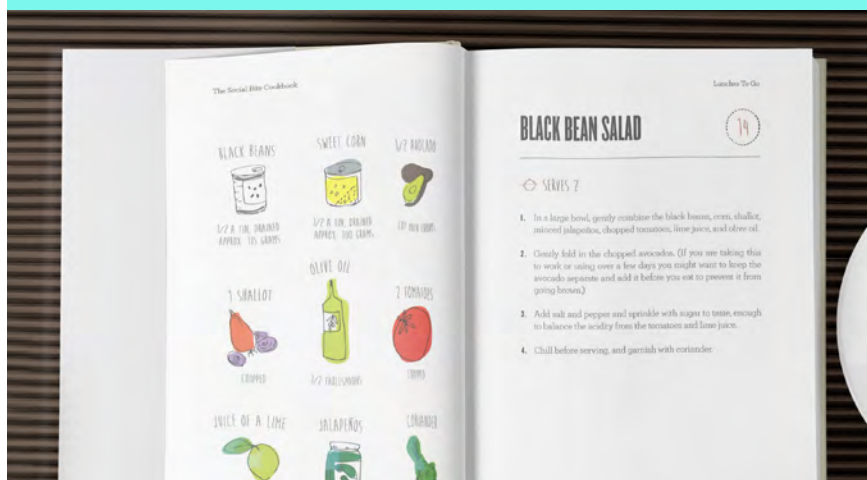 The Social Bite Cookbook
BLACK BEANS
SWEET CORN
1/2 AVOCADO
1/2 A TIN, DRAINED
APPROX. 105 GRAMS
1/2 A TIN, DRAINED
APPROX. 100 GRAMS
1 SHALLOT
OLIVE OIL
2 TOMATOES
CHOPPED
1/2 TABLESPOONS
JUICE OF A LIME
JALAPEÑOS
CORIANDER
Lunches To Go
BLACK BEAN SALAD
14
SERVES 2
1. In a large bowl, gently combine the black beans, corn, shallot,
minced jalapeños, chopped tomatoes, lime juice, and olive oil.
2. Gently fold in the chopped avocados. (If you are taking this
to work or using over a few days you might want to keep the
avocado separate and add it before you eat to prevent it from
going brown.)
3. Add salt and pepper and sprinkle with sugar to taste, enough
to balance the acidity from the tomatoes and lime juice.
4. Chill before serving, and garnish with coriander.